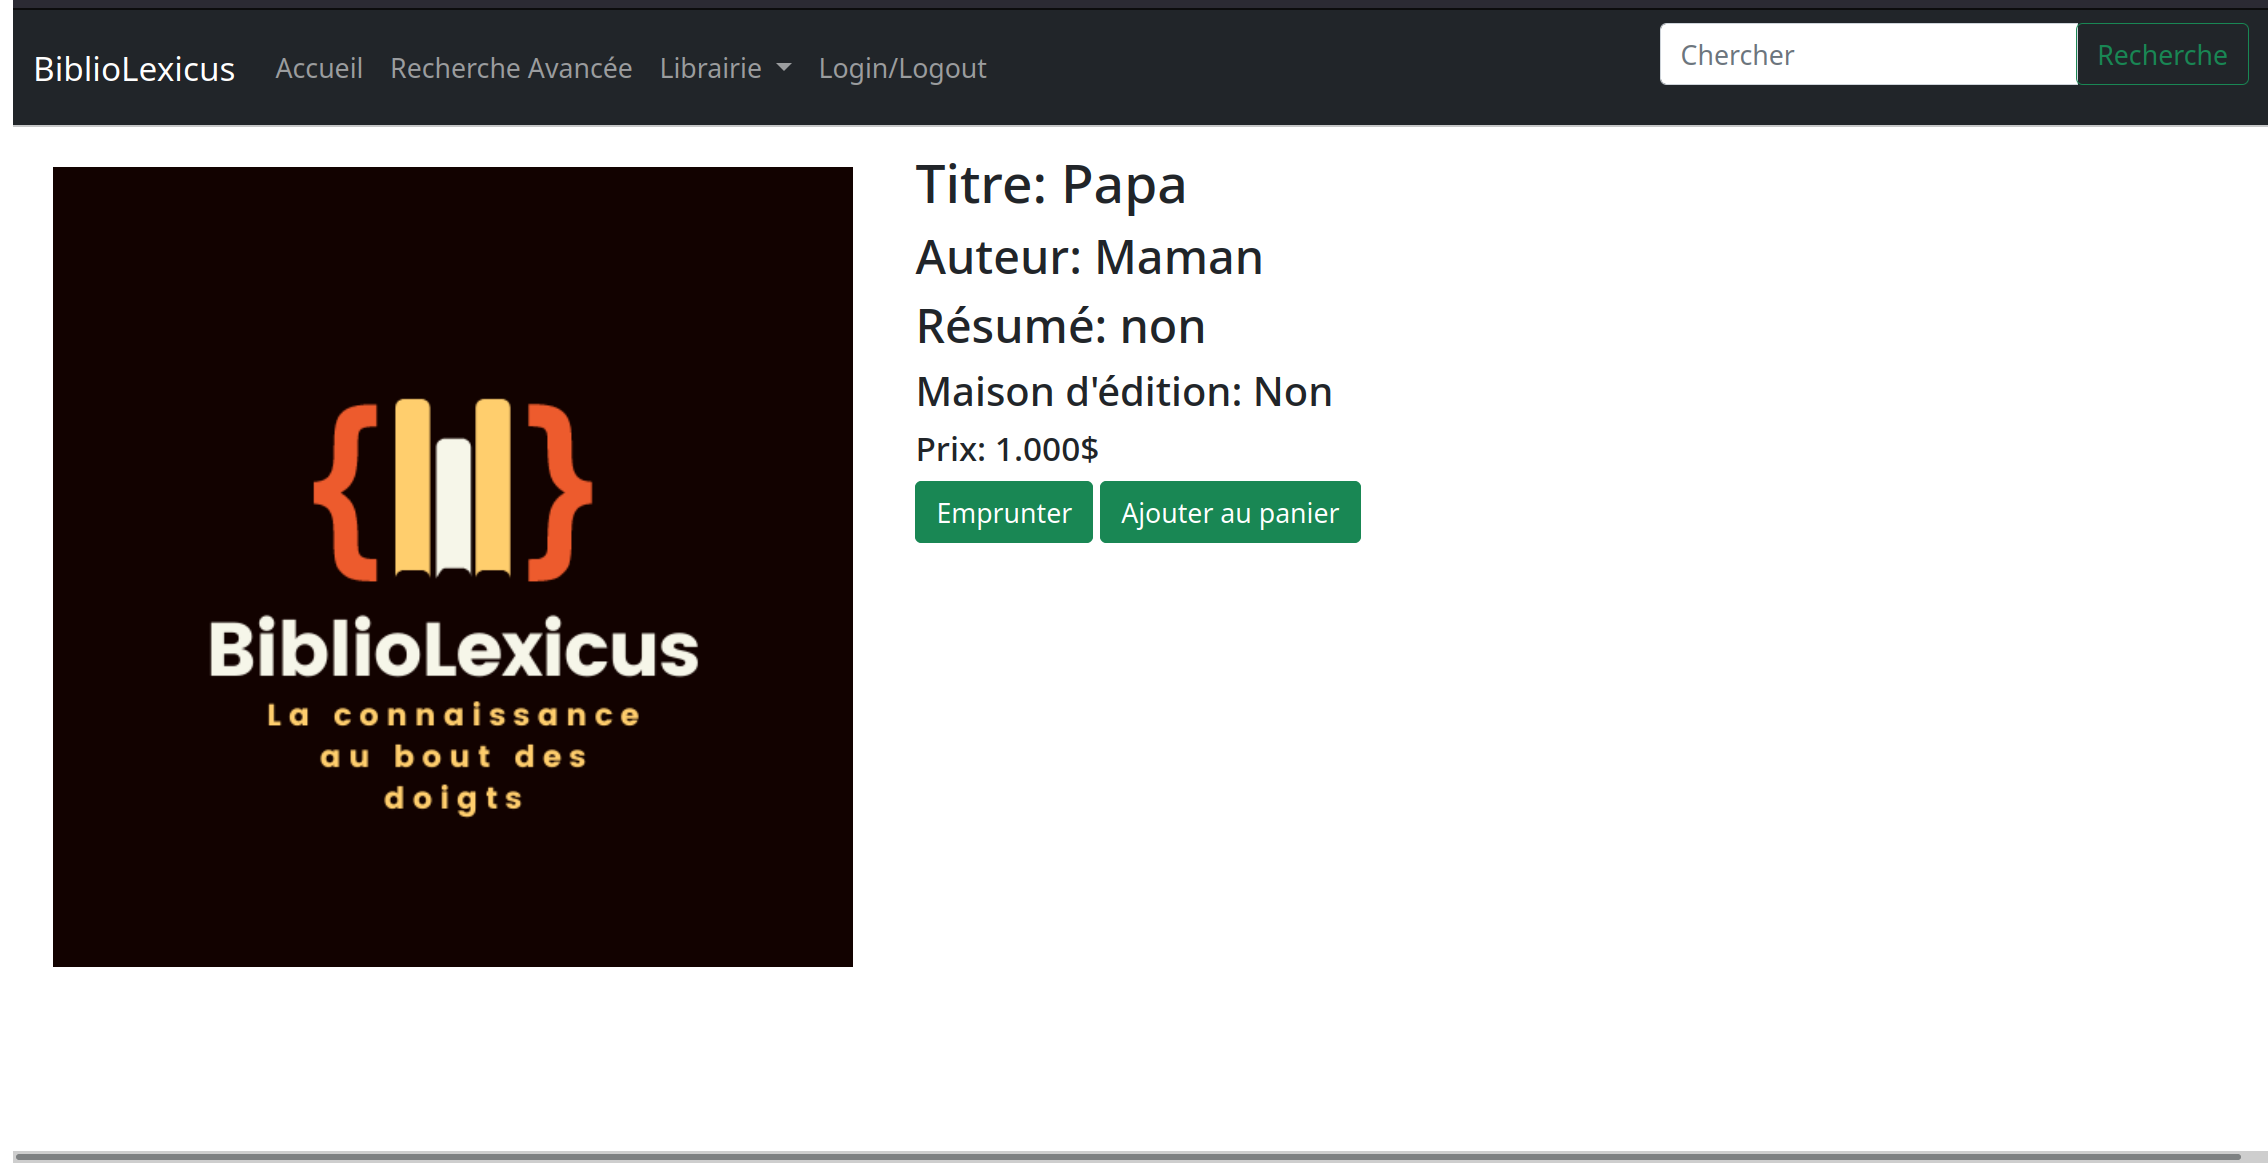 BiblioLexicus Accueil Recherche Avancée Librairie Login/Logout Chercher Recherche
Titre: Papa
Auteur: Maman
Résumé: non
Maison d'édition: Non
Prix: 1.000$
Emprunter Ajouter au panier
{ }
BiblioLexicus
La connaissance
au bout des
doigts